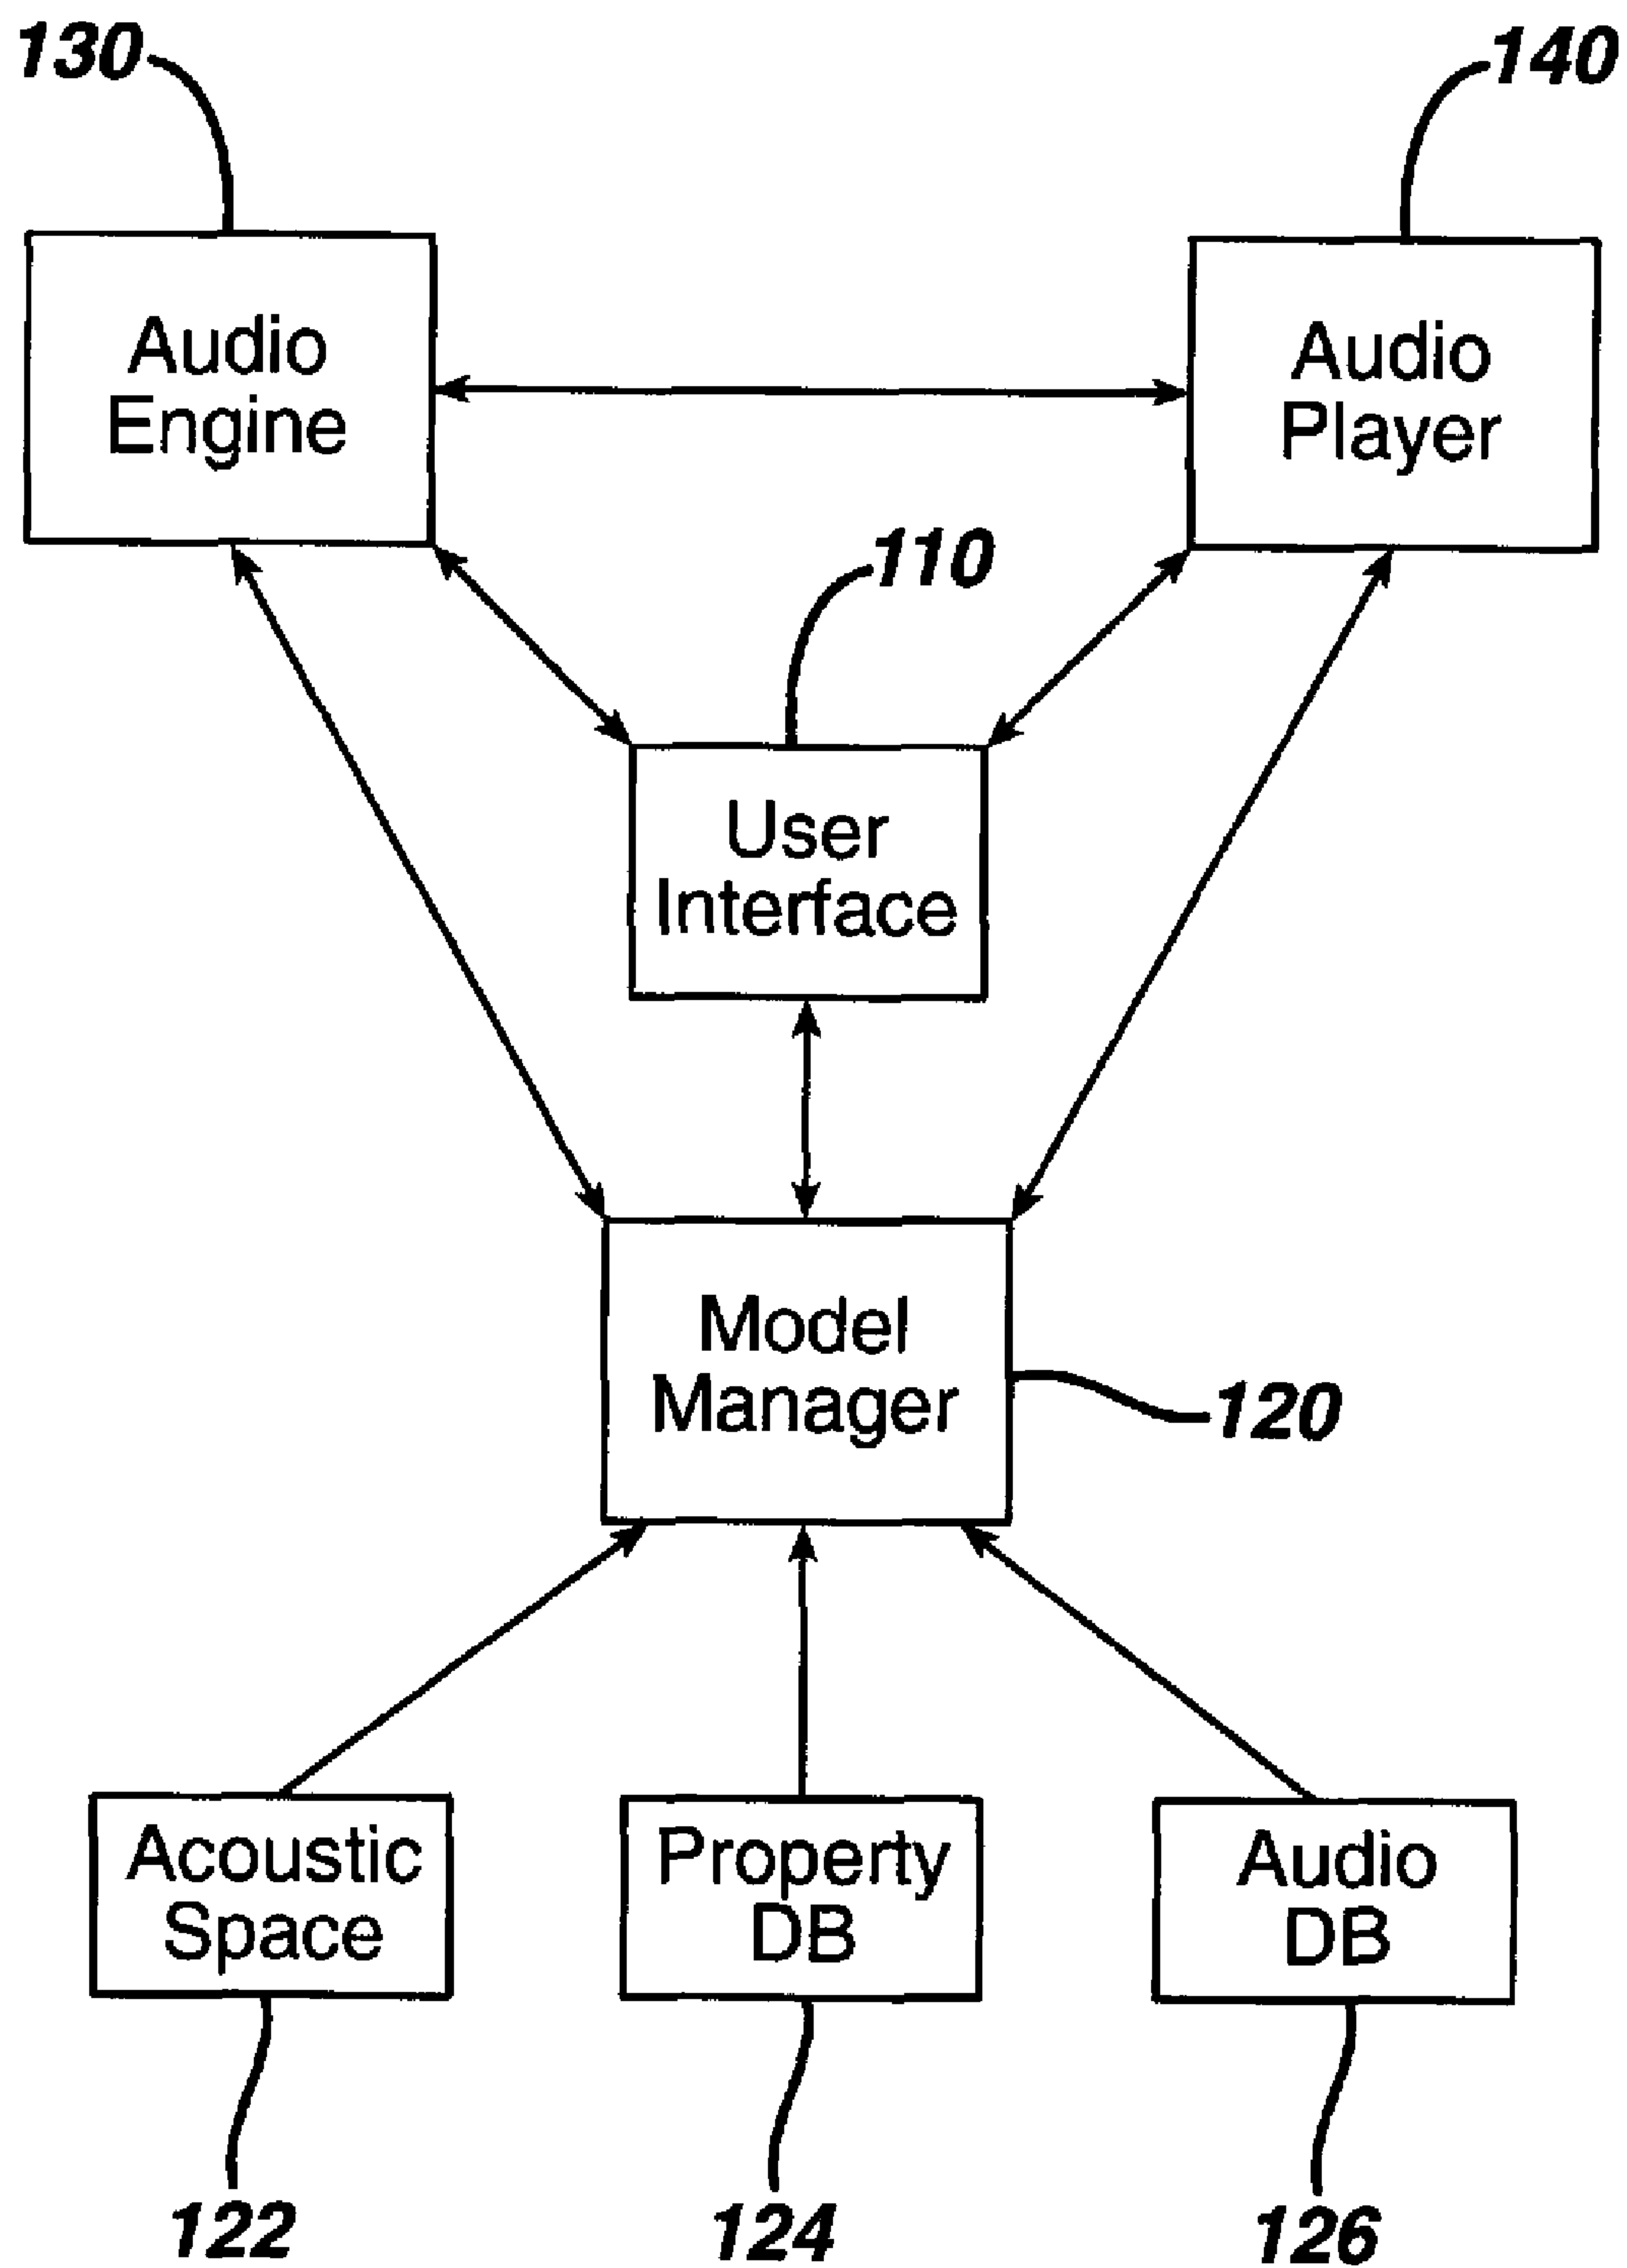 130
140
Audio
Engine
Audio
Player
110
User
Interface
Model
Manager
120
Acoustic
Space
Property
DB
Audio
DB
122
124
126